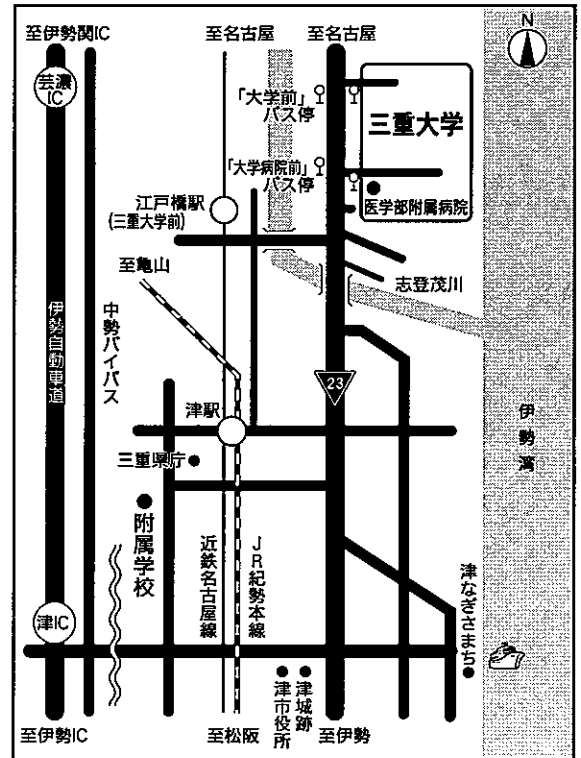 至伊勢関IC
至名古屋
至名古屋
N
芸濃
IC
「大学前」
バス停
三重大学
「大学病院前」
バス停
医学部附属病院
江戸橋駅
(三重大学前)
至亀山
志登茂川
伊勢自動車道
中勢バイパス
23
津駅
伊勢湾
三重県庁
附属学校
近鉄名古屋線
JR紀勢本線
津なぎさまち
津IC
津市役所
津城跡
至伊勢IC
至松阪
至伊勢